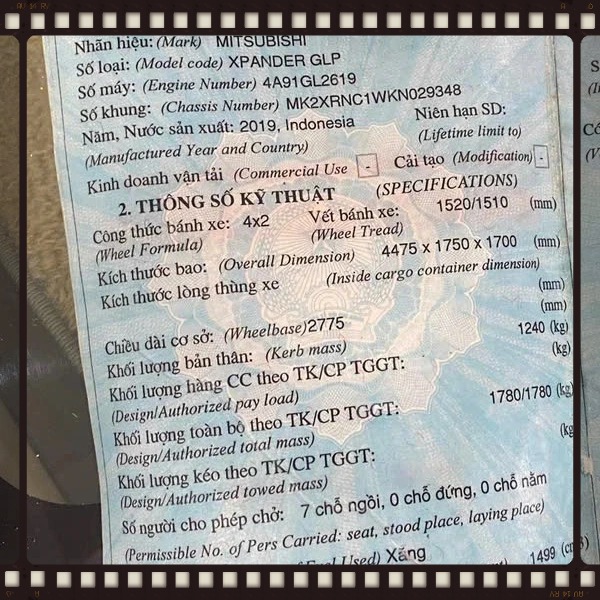 Nhãn hiệu: (Mark) MITSUBISHI
Số loại: (Model code) XPANDER GLP
Số máy: (Engine Number) 4A91GL2619
Số khung: (Chassis Number) MK2XRNC1WKN029348
Năm, Nước sản xuất: 2019, Indonesia Niên hạn SD:
(Manufactured Year and Country) (Lifetime limit to)
Kinh doanh vận tải (Commercial Use - Cải tạo (Modification) -
2. THÔNG SỐ KỸ THUẬT (SPECIFICATIONS)
Công thức bánh xe: 4x2 Vết bánh xe: 1520/1510 (mm)
(Wheel Formula) (Wheel Tread)
Kích thước bao: (Overall Dimension) 4475 x 1750 x 1700 (mm)
Kích thước lòng thùng xe (Inside cargo container dimension)
(mm)
Chiều dài cơ sở: (Wheelbase) 2775 (mm)
Khối lượng bản thân: (Kerb mass) 1240 (kg)
Khối lượng hàng CC theo TK/CP TGGT: (kg)
(Design/Authorized pay load)
Khối lượng toàn bộ theo TK/CP TGGT: 1780/1780 (kg)
(Design/Authorized total mass)
Khối lượng kéo theo TK/CP TGGT: (kg
(Design/Authorized towed mass)
Số người cho phép chở: 7 chỗ ngồi, 0 chỗ đứng, 0 chỗ nằm
(Permissible No. of Pers Carried: seat, stood place, laying place)
Used) Xăng
1499 (cm3)